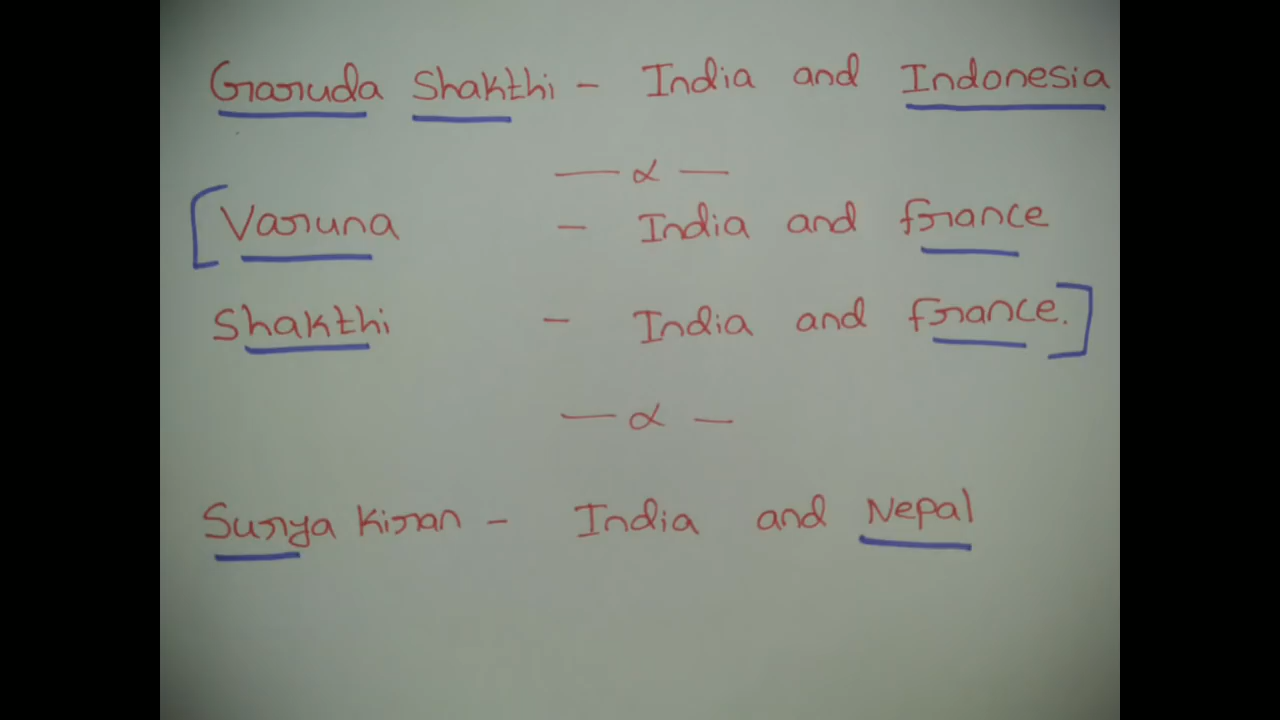 Garuda Shakthi - India and Indonesia
— α —
Varuna - India and france
Shakthi - India and france.
— α —
Surya Kiran - India and Nepal